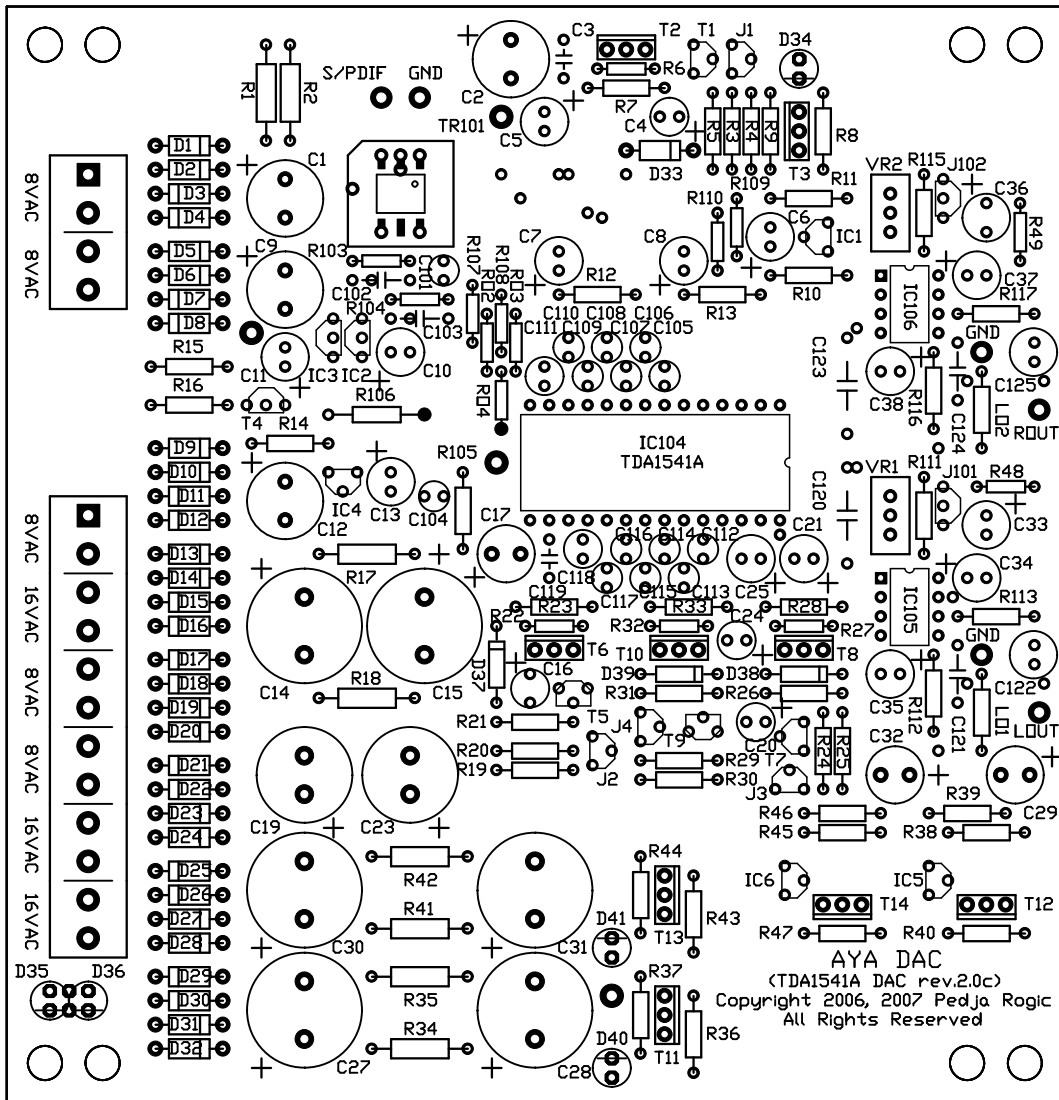 C3
T2
T1
J1
D34
S/PDIF
GND
R1
R2
C2
R6
R7
TR101
C5
C4
R5
R3
R4
R9
R8
D33
T3
D1
D2
D3
D4
D5
D6
D7
D8
8VAC
8VAC
C1
C9
R103
C101
C102
R104
C103
R107
R108
C7
C8
R110
R109
C6
R11
IC1
R10
R12
R13
VR2
R115
J102
C36
R49
C37
IC106
R117
GND
C125
ROUT
C38
R116
C124
C123
C110
C108
C106
C111
C109
C107
C105
R15
R16
C11
IC3
IC2
C10
T4
R14
R106
IC104
TDA1541A
D9
D10
D11
D12
D13
D14
D15
D16
D17
D18
D19
D20
D21
D22
D23
D24
D25
D26
D27
D28
D29
D30
D31
D32
8VAC
16VAC
8VAC
8VAC
16VAC
16VAC
D35
D36
C12
IC4
C13
C104
R105
C17
R17
C14
C15
R18
C118
C119
C116
C114
C112
C117
C115
C113
C25
C21
C120
VR1
R111
J101
R48
C33
C34
IC105
R113
GND
C122
LOUT
C35
R112
C121
R22
R23
R33
R28
R32
C24
R27
T6
T10
T8
D37
C16
D39
D38
R31
R26
T5
J4
R21
R20
R19
J2
T9
C20
T7
R29
R30
J3
R24
R25
C32
C29
R46
R45
R39
R38
C19
C23
R42
R41
C30
C31
R44
T13
R43
D41
IC6
IC5
T14
T12
R47
R40
R35
R34
C27
C28
R37
T11
R36
D40
AYA DAC
(TDA1541A DAC rev.2.0c)
Copyright 2006, 2007 Pedja Rogic
All Rights Reserved